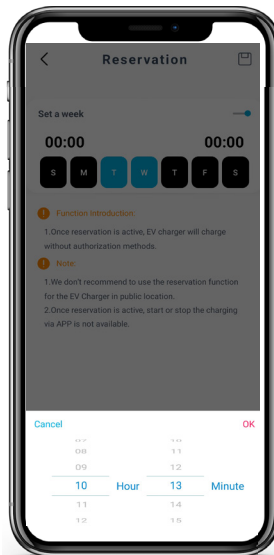 Reservation
Set a week
00:00 00:00
S M T W T F S
Function introduction:
1.Once reservation is active, EV charger will charge
without authorization methods.
Note:
1.We don't recommend to use the reservation function
for the EV Charger in public location.
2.Once reservation is active, start or stop the charging
via APP is not available.
Cancel OK
08 11
09 12
10 Hour 13 Minute
11 14
12 15